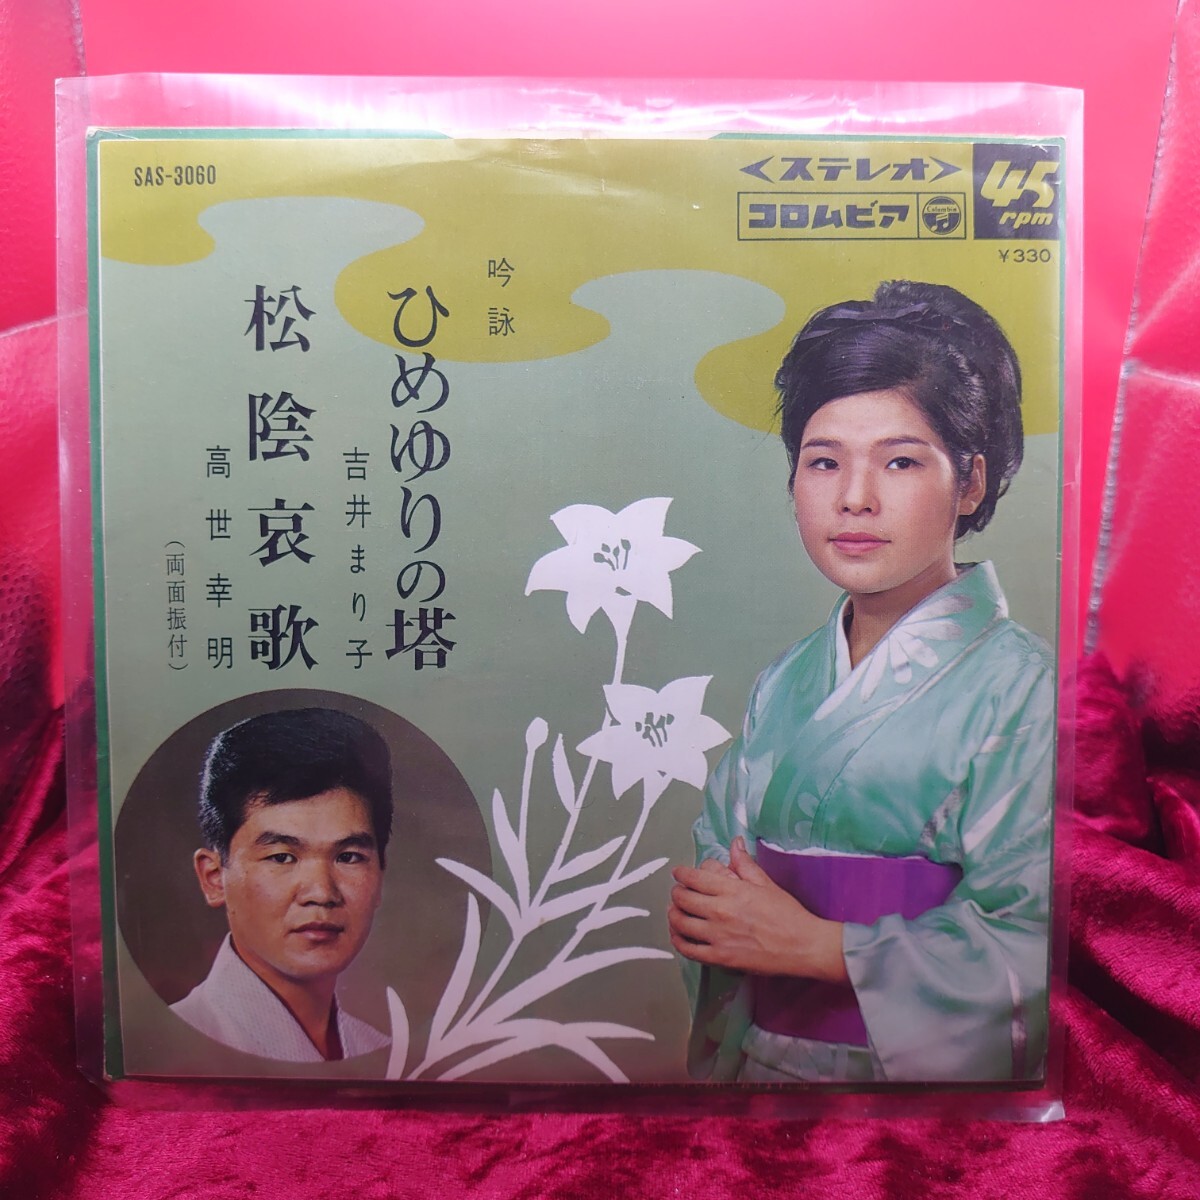 SAS-3060
<ステレオ>
コロムビア
Columbia
45
rpm
¥330
吟詠
ひめゆりの塔
吉井まり子
松陰哀歌
高世幸明
（両面振付）